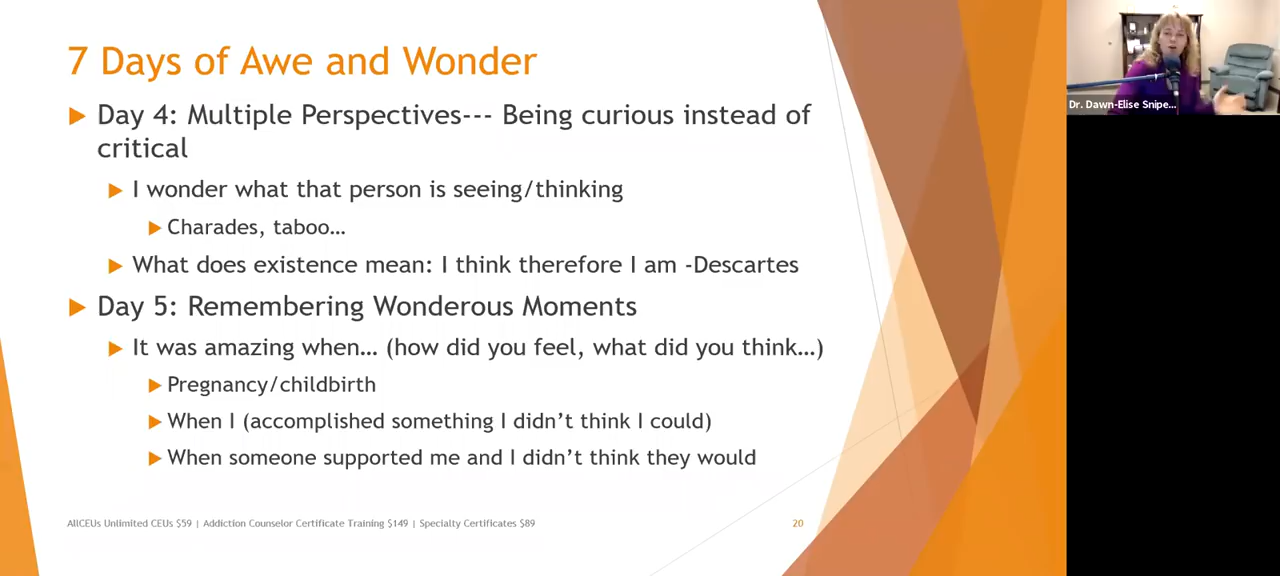 7 Days of Awe and Wonder
Day 4: Multiple Perspectives--- Being curious instead of
critical
I wonder what that person is seeing/thinking
Charades, taboo…
What does existence mean: I think therefore I am -Descartes
Day 5: Remembering Wonderous Moments
It was amazing when… (how did you feel, what did you think…)
Pregnancy/childbirth
When I (accomplished something I didn’t think I could)
When someone supported me and I didn’t think they would
AllCEUs Unlimited CEUs $59 | Addiction Counselor Certificate Training $149 | Specialty Certificates $89
20
Dr. Dawn-Elise Snipe...